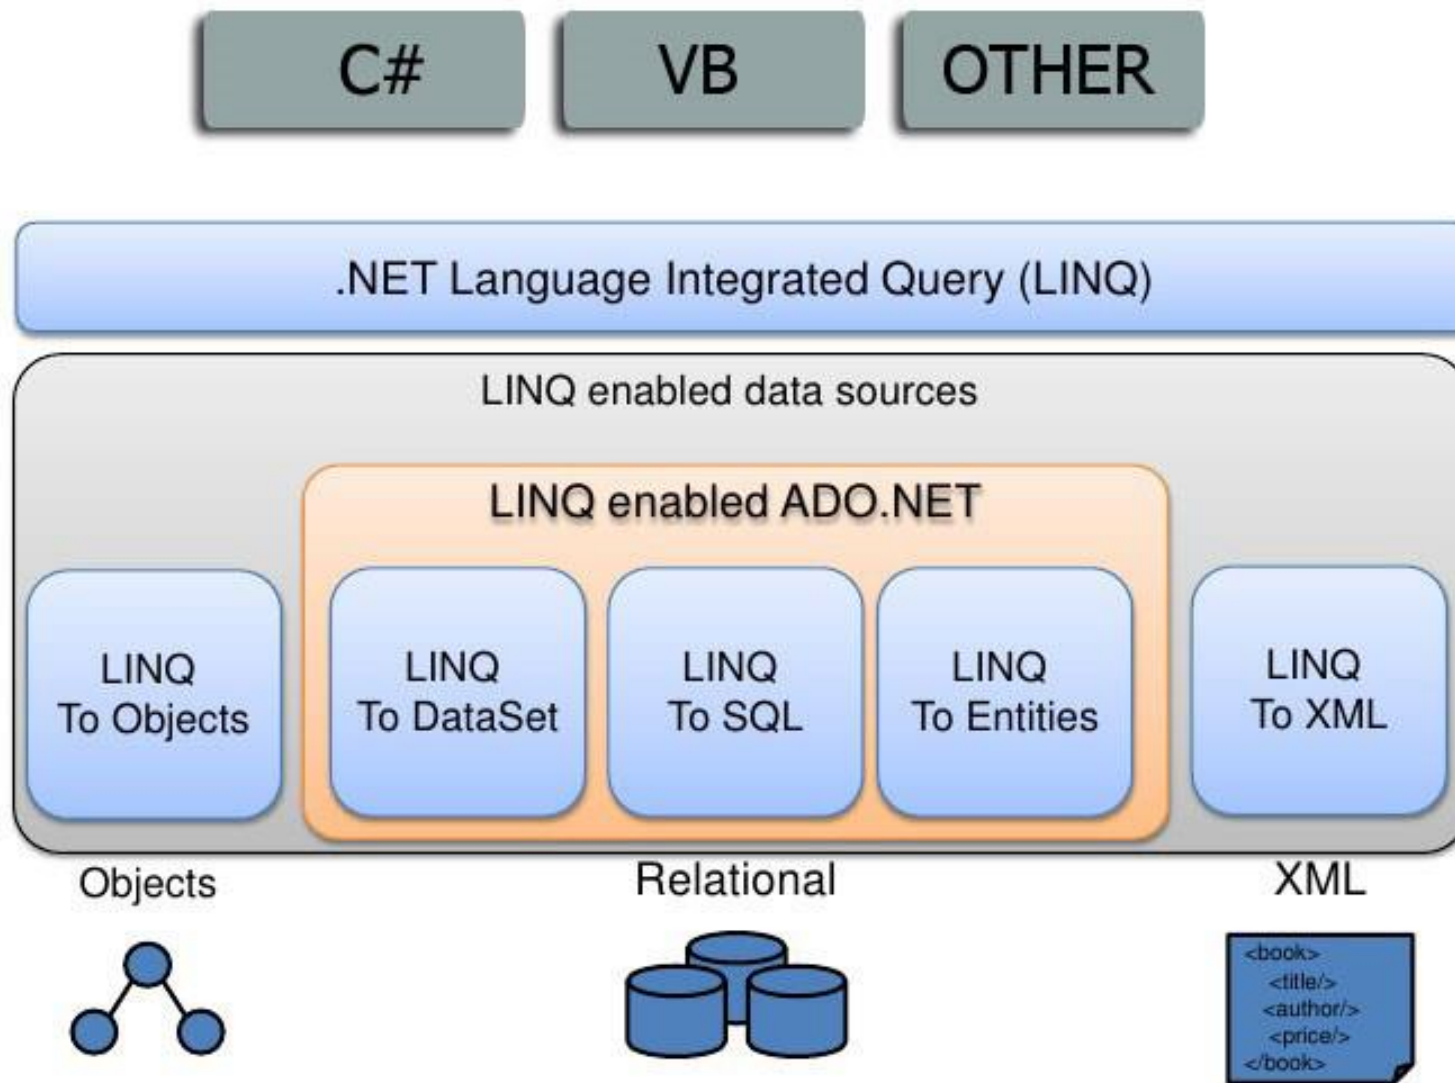 C#
VB
OTHER
.NET Language Integrated Query (LINQ)
LINQ enabled data sources
LINQ enabled ADO.NET
LINQ
To Objects
LINQ
To DataSet
LINQ
To SQL
LINQ
To Entities
LINQ
To XML
Objects
Relational
XML
<book>
<title/>
<author/>
<price/>
</book>